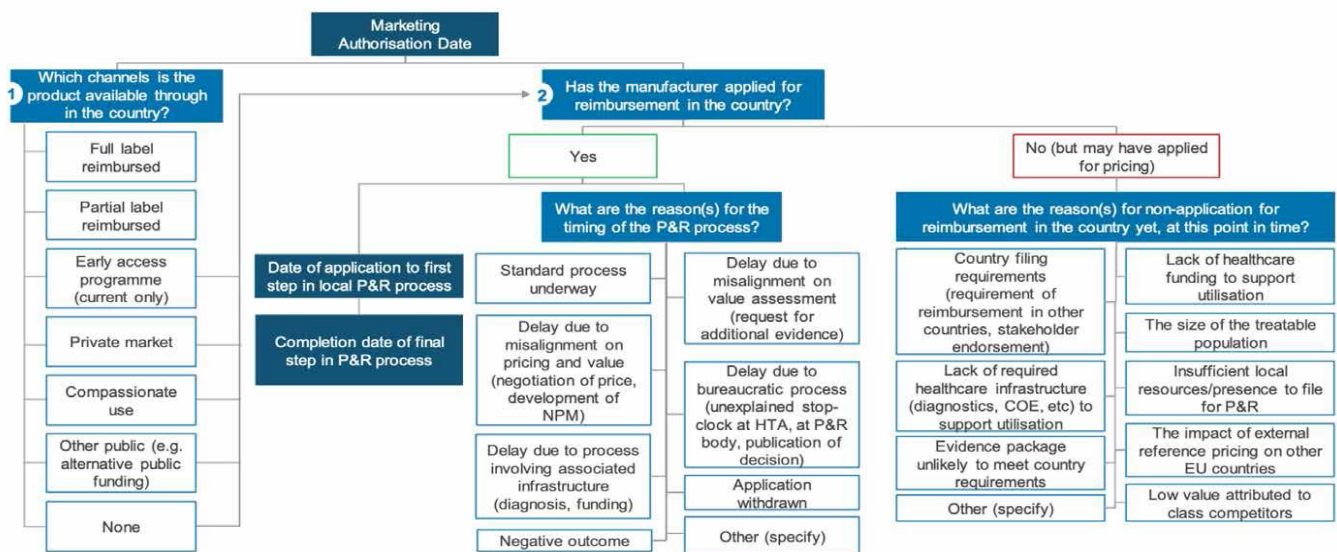 Marketing
Authorisation Date
1
Which channels is the
product available through
in the country?
Full label
reimbursed
Partial label
reimbursed
Early access
programme
(current only)
Private market
Compassionate
use
Other public (e.g.
alternative public
funding)
None
2
Has the manufacturer applied for
reimbursement in the country?
Yes
Date of application to first
step in local P&R process
Completion date of final
step in P&R process
What are the reason(s) for the
timing of the P&R process?
Standard process
underway
Delay due to
misalignment on
pricing and value
(negotiation of price,
development of
NPM)
Delay due to process
involving associated
infrastructure
(diagnosis, funding)
Negative outcome
Delay due to
misalignment on
value assessment
(request for
additional evidence)
Delay due to
bureaucratic process
(unexplained stop-
clock at HTA, at P&R
body, publication of
decision)
Application
withdrawn
Other (specify)
No (but may have applied
for pricing)
What are the reason(s) for non-application for
reimbursement in the country yet, at this point in time?
Country filing
requirements
(requirement of
reimbursement in other
countries, stakeholder
endorsement)
Lack of required
healthcare infrastructure
(diagnostics, COE, etc) to
support utilisation
Evidence package
unlikely to meet country
requirements
Other (specify)
Lack of healthcare
funding to support
utilisation
The size of the treatable
population
Insufficient local
resources/presence to file
for P&R
The impact of external
reference pricing on other
EU countries
Low value attributed to
class competitors